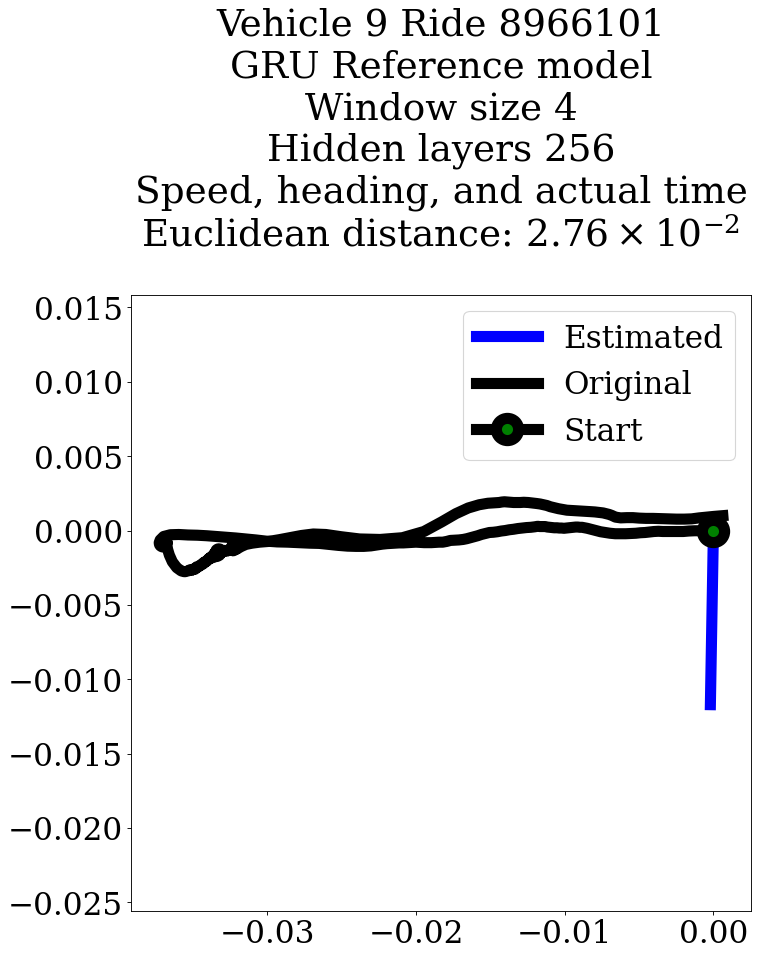 Vehicle 9 Ride 8966101
GRU Reference model
Window size 4
Hidden layers 256
Speed, heading, and actual time
Euclidean distance: 2.76 × 10⁻²
Estimated
Original
Start
0.015
0.010
0.005
0.000
−0.005
−0.010
−0.015
−0.020
−0.025
−0.03 −0.02 −0.01 0.00